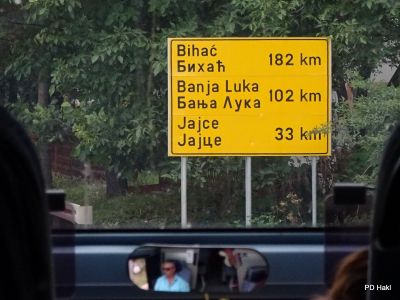 Bihać
Бихаћ 182 km
Banja Luka
Бања Лука 102 km
Jajce
Јајце 33 km
PD Hakl